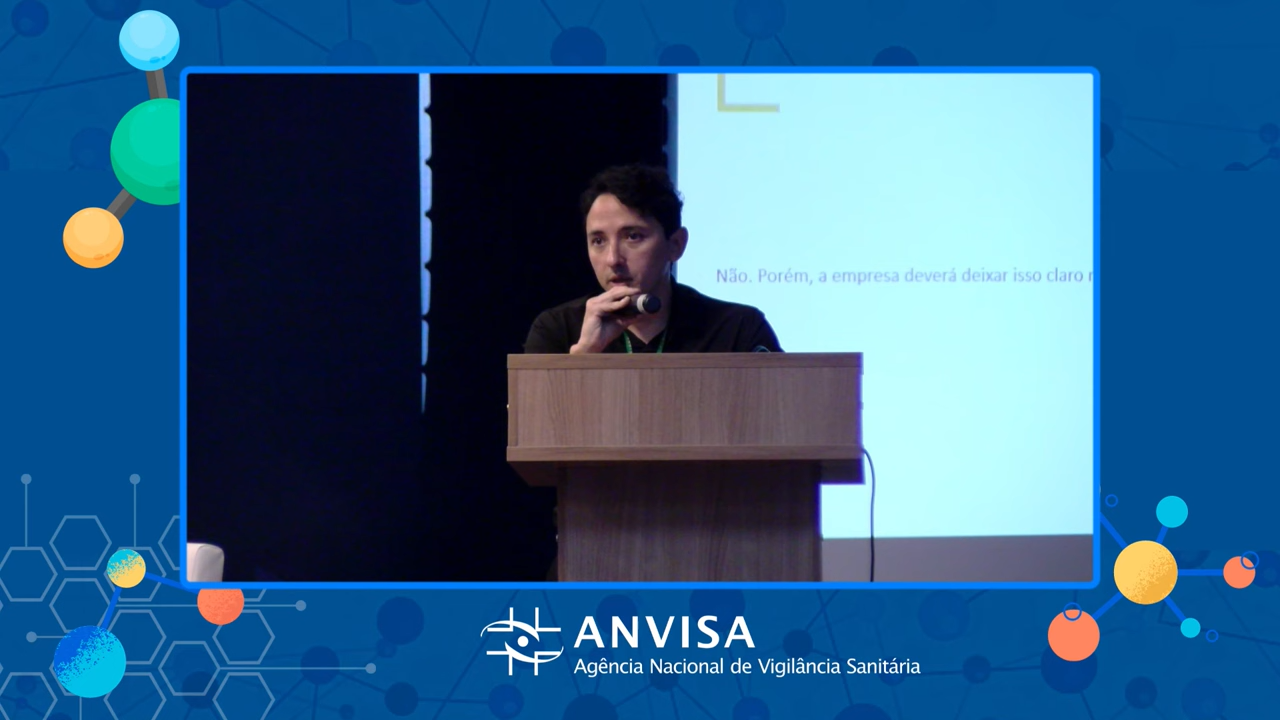 Não. Porém, a empresa deverá deixar isso claro
ANVISA
Agência Nacional de Vigilância Sanitária